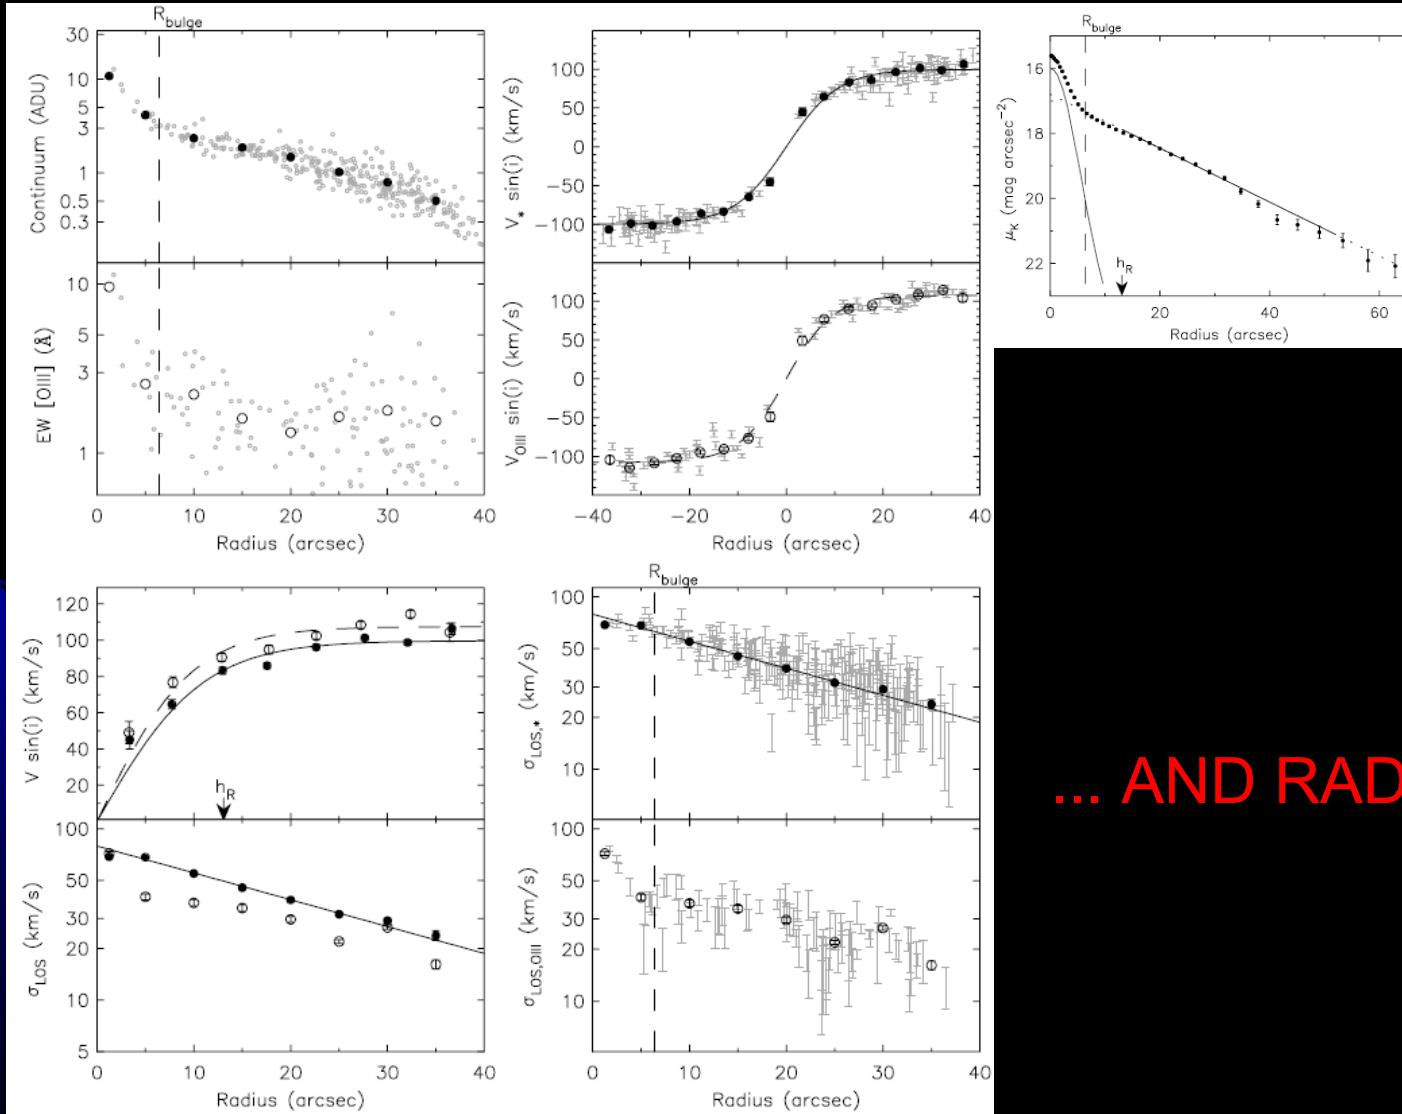 R_bulge
30
10
5
3
1
0.5
0.3
Continuum (ADU)
10
5
3
1
EW [OIII] (Å)
0 10 20 30 40
Radius (arcsec)
100
50
0
−50
−100
V_* sin(i) (km/s)
100
50
0
−50
−100
V_OIII sin(i) (km/s)
−40 −20 0 20 40
Radius (arcsec)
R_bulge
16
18
20
22
μ_K (mag arcsec⁻²)
h_R
0 20 40 60
Radius (arcsec)
... AND RAD
120
100
80
60
40
20
V sin(i) (km/s)
h_R
100
50
30
20
10
5
σ_LOS (km/s)
0 10 20 30 40
Radius (arcsec)
R_bulge
100
50
30
20
10
σ_LOS,* (km/s)
100
50
30
20
10
σ_LOS,OIII (km/s)
0 10 20 30 40
Radius (arcsec)